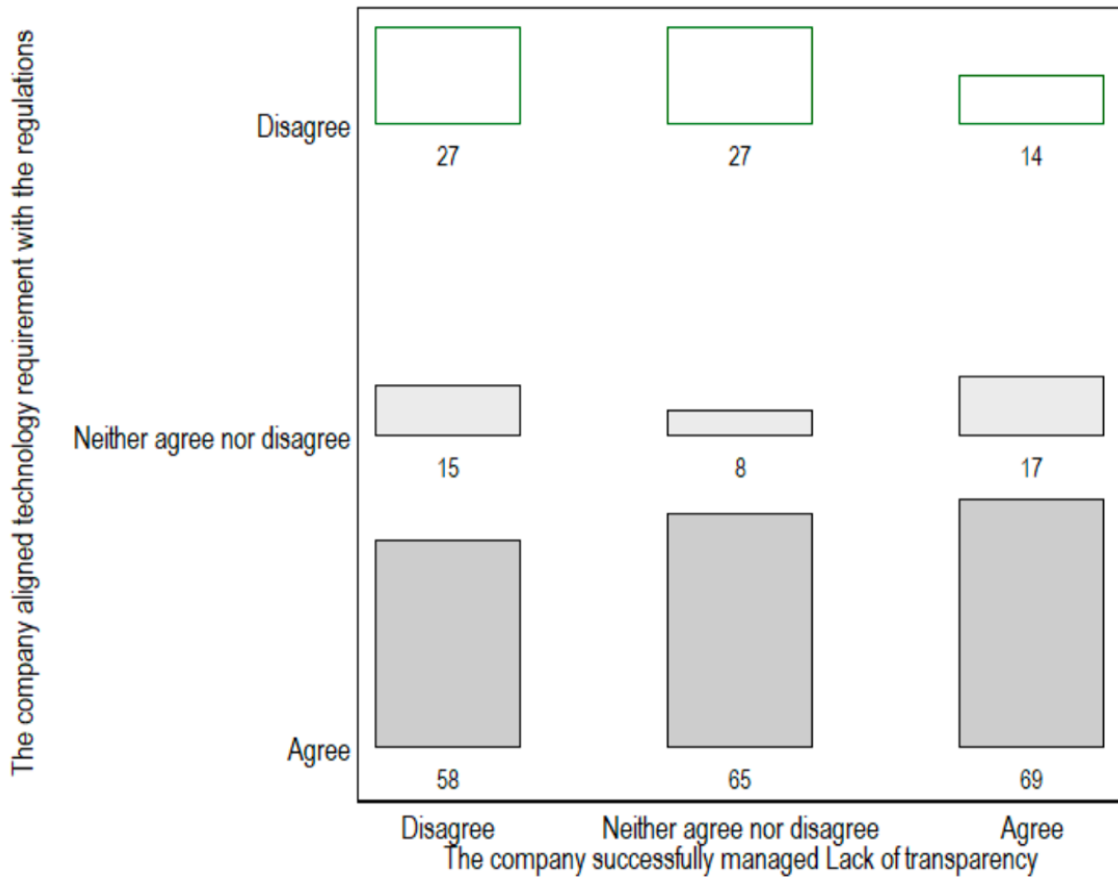 The company aligned technology requirement with the regulations
Disagree
27 27 14
Neither agree nor disagree
15 8 17
Agree
58 65 69
Disagree Neither agree nor disagree Agree
The company successfully managed Lack of transparency